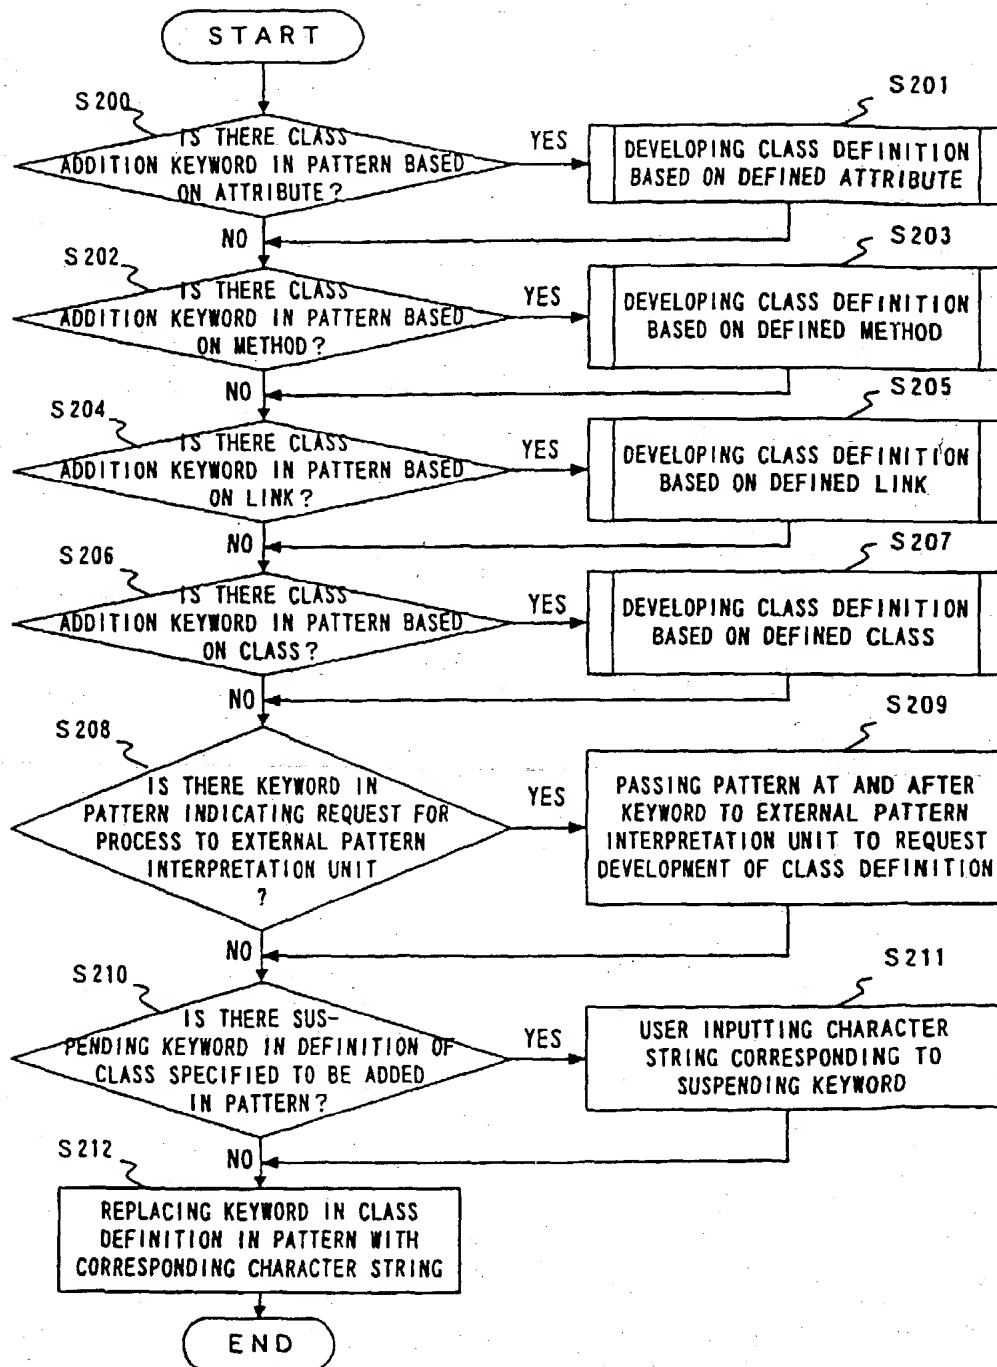 START
S200
IS THERE CLASS
ADDITION KEYWORD IN PATTERN BASED
ON ATTRIBUTE?
YES
S201
DEVELOPING CLASS DEFINITION
BASED ON DEFINED ATTRIBUTE
NO
S202
IS THERE CLASS
ADDITION KEYWORD IN PATTERN BASED
ON METHOD?
YES
S203
DEVELOPING CLASS DEFINITION
BASED ON DEFINED METHOD
NO
S204
IS THERE CLASS
ADDITION KEYWORD IN PATTERN BASED
ON LINK?
YES
S205
DEVELOPING CLASS DEFINITION
BASED ON DEFINED LINK
NO
S206
IS THERE CLASS
ADDITION KEYWORD IN PATTERN BASED
ON CLASS?
YES
S207
DEVELOPING CLASS DEFINITION
BASED ON DEFINED CLASS
NO
S208
IS THERE KEYWORD IN
PATTERN INDICATING REQUEST FOR
PROCESS TO EXTERNAL PATTERN
INTERPRETATION UNIT
?
YES
S209
PASSING PATTERN AT AND AFTER
KEYWORD TO EXTERNAL PATTERN
INTERPRETATION UNIT TO REQUEST
DEVELOPMENT OF CLASS DEFINITION
NO
S210
IS THERE SUS-
PENDING KEYWORD IN DEFINITION OF
CLASS SPECIFIED TO BE ADDED
IN PATTERN?
YES
S211
USER INPUTTING CHARACTER
STRING CORRESPONDING TO
SUSPENDING KEYWORD
NO
S212
REPLACING KEYWORD IN CLASS
DEFINITION IN PATTERN WITH
CORRESPONDING CHARACTER STRING
END